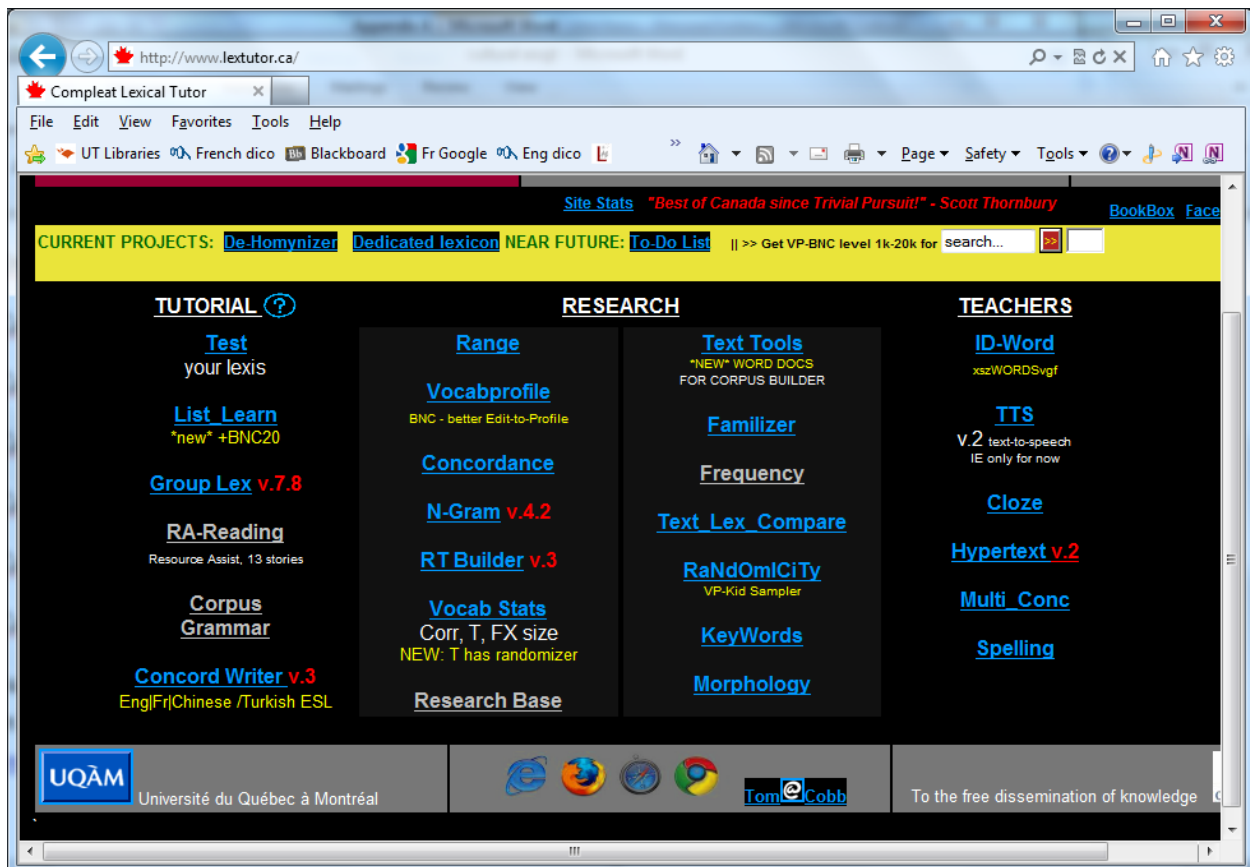 http://www.lextutor.ca/
Compleat Lexical Tutor
File Edit View Favorites Tools Help
UT Libraries French dico Bb Blackboard Fr Google Eng dico
Page Safety Tools
Site Stats "Best of Canada since Trivial Pursuit!" - Scott Thornbury BookBox Face
CURRENT PROJECTS: De-Homynizer Dedicated lexicon NEAR FUTURE: To-Do List || >> Get VP-BNC level 1k-20k for search... >>
TUTORIAL ?
Test
your lexis
List_Learn
*new* +BNC20
Group Lex v.7.8
RA-Reading
Resource Assist, 13 stories
Corpus
Grammar
Concord Writer v.3
Eng|Fr|Chinese /Turkish ESL
RESEARCH
Range
Vocabprofile
BNC - better Edit-to-Profile
Concordance
N-Gram v.4.2
RT Builder v.3
Vocab Stats
Corr, T, FX size
NEW: T has randomizer
Research Base
Text Tools
*NEW* WORD DOCS
FOR CORPUS BUILDER
Familizer
Frequency
Text_Lex_Compare
RaNdOmICiTy
VP-Kid Sampler
KeyWords
Morphology
TEACHERS
ID-Word
xszWORDSvgf
TTS
v.2 text-to-speech
IE only for now
Cloze
Hypertext v.2
Multi_Conc
Spelling
UQÀM
Université du Québec à Montréal
Tom@Cobb
To the free dissemination of knowledge